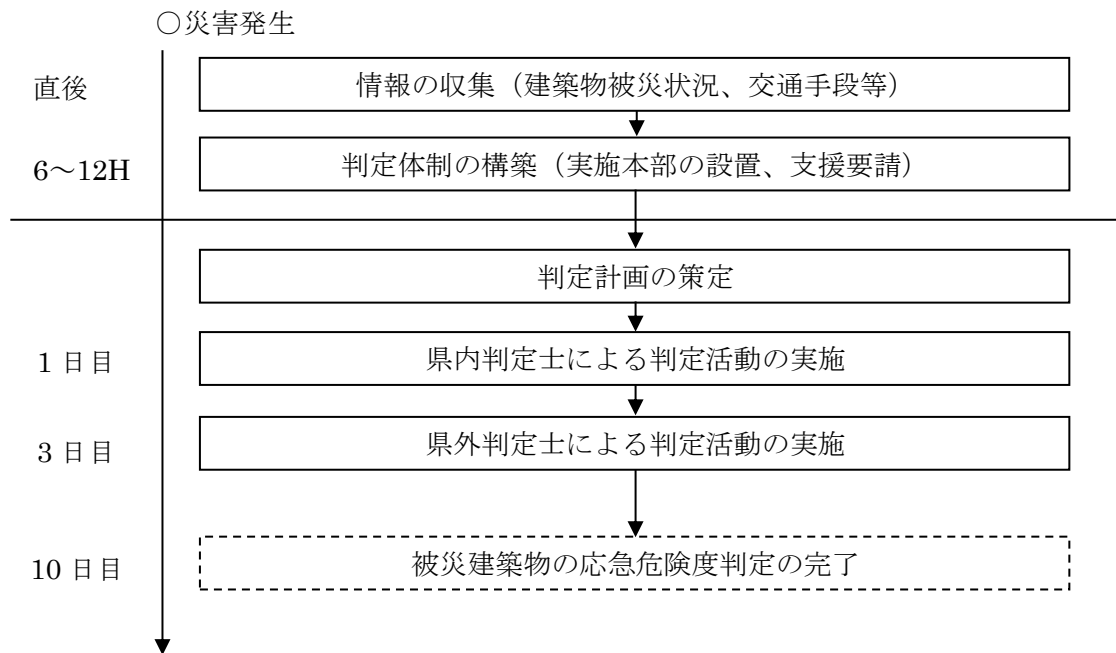 ○災害発生
直後
情報の収集（建築物被災状況、交通手段等）
6～12H
判定体制の構築（実施本部の設置、支援要請）
判定計画の策定
1 日目
県内判定士による判定活動の実施
3 日目
県外判定士による判定活動の実施
10 日目
被災建築物の応急危険度判定の完了